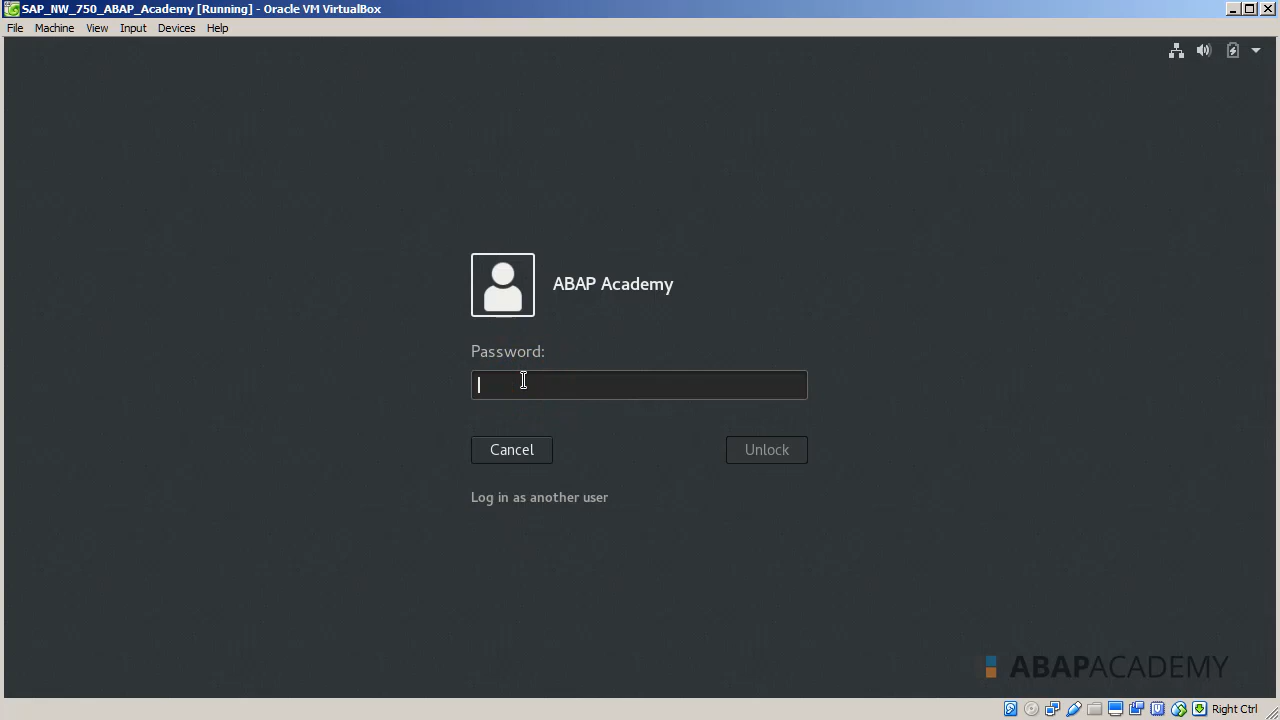 SAP_NW_750_ABAP_Academy [Running] - Oracle VM VirtualBox
File Machine View Input Devices Help
ABAP Academy
Password:
Cancel Unlock
Log in as another user
ABAPACADEMY
Right Ctrl